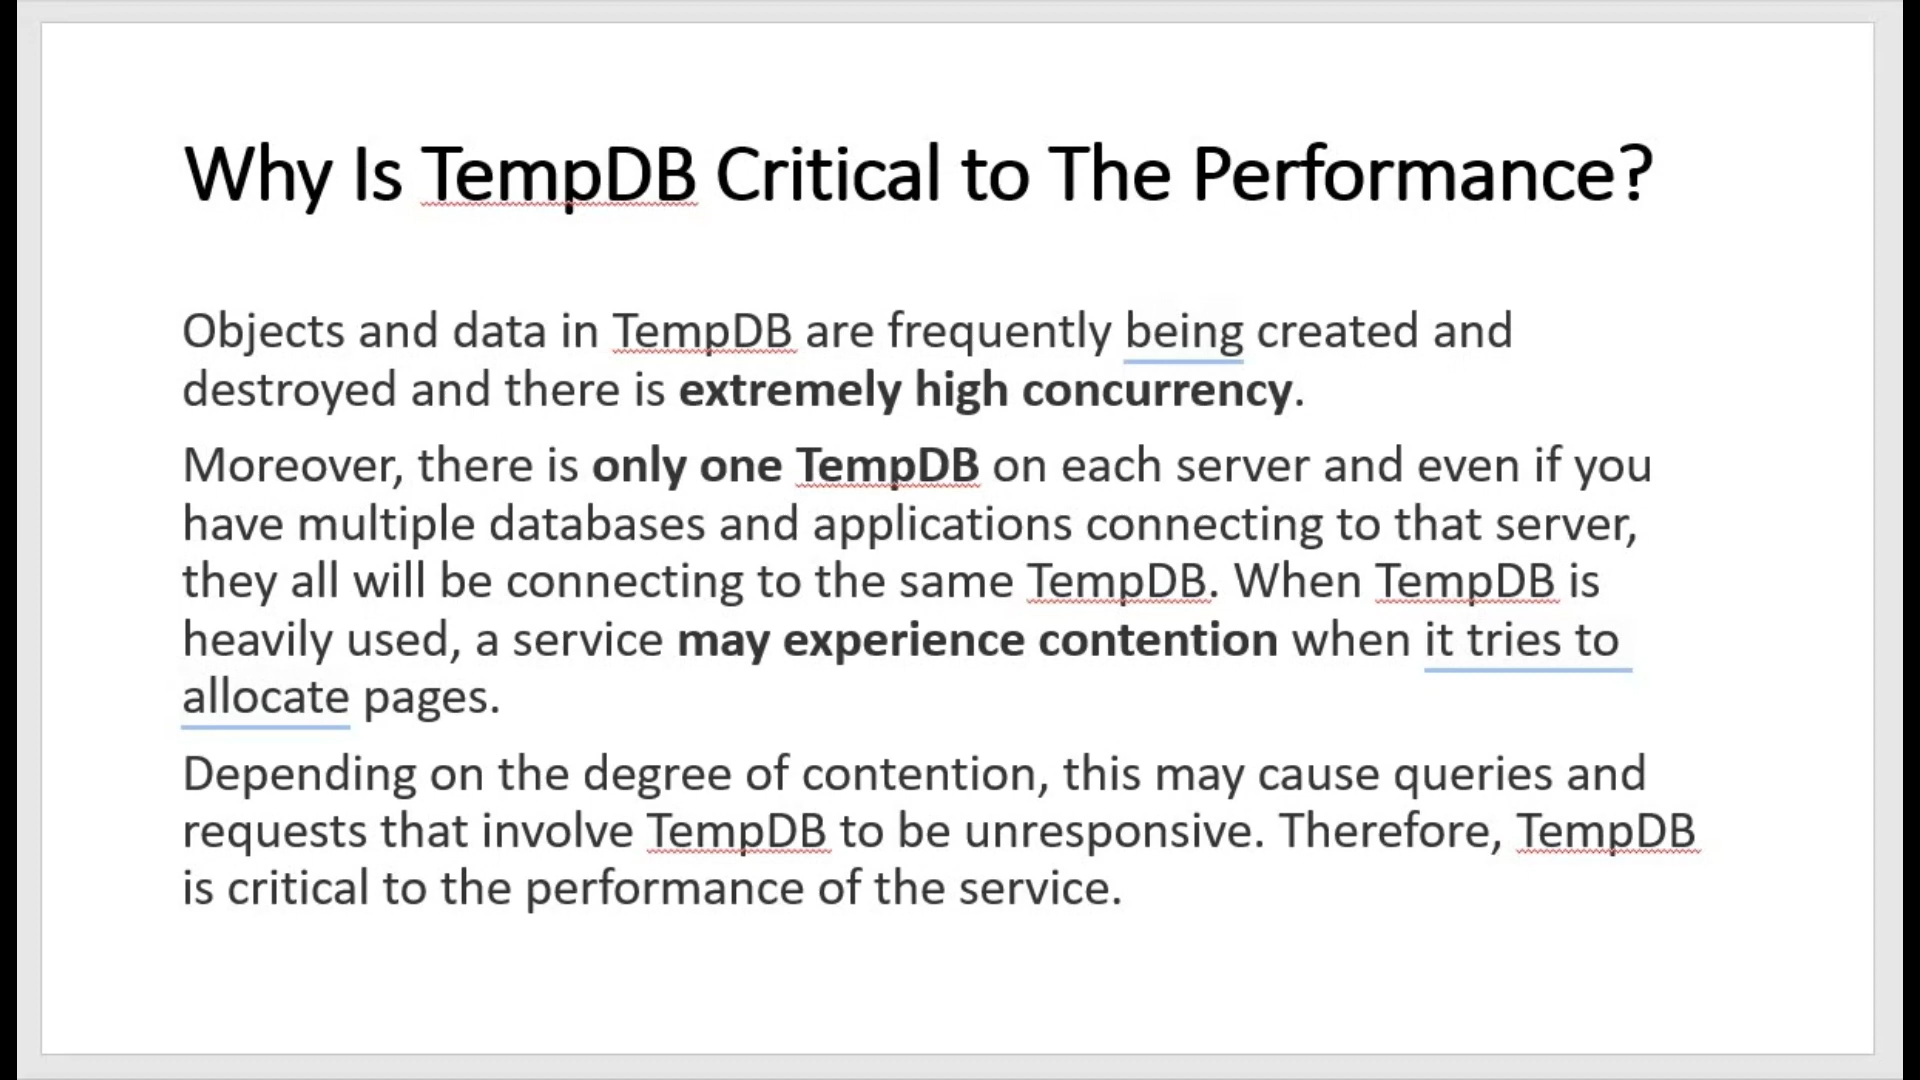 Why Is TempDB Critical to The Performance?
Objects and data in TempDB are frequently being created and
destroyed and there is extremely high concurrency.
Moreover, there is only one TempDB on each server and even if you
have multiple databases and applications connecting to that server,
they all will be connecting to the same TempDB. When TempDB is
heavily used, a service may experience contention when it tries to
allocate pages.
Depending on the degree of contention, this may cause queries and
requests that involve TempDB to be unresponsive. Therefore, TempDB
is critical to the performance of the service.